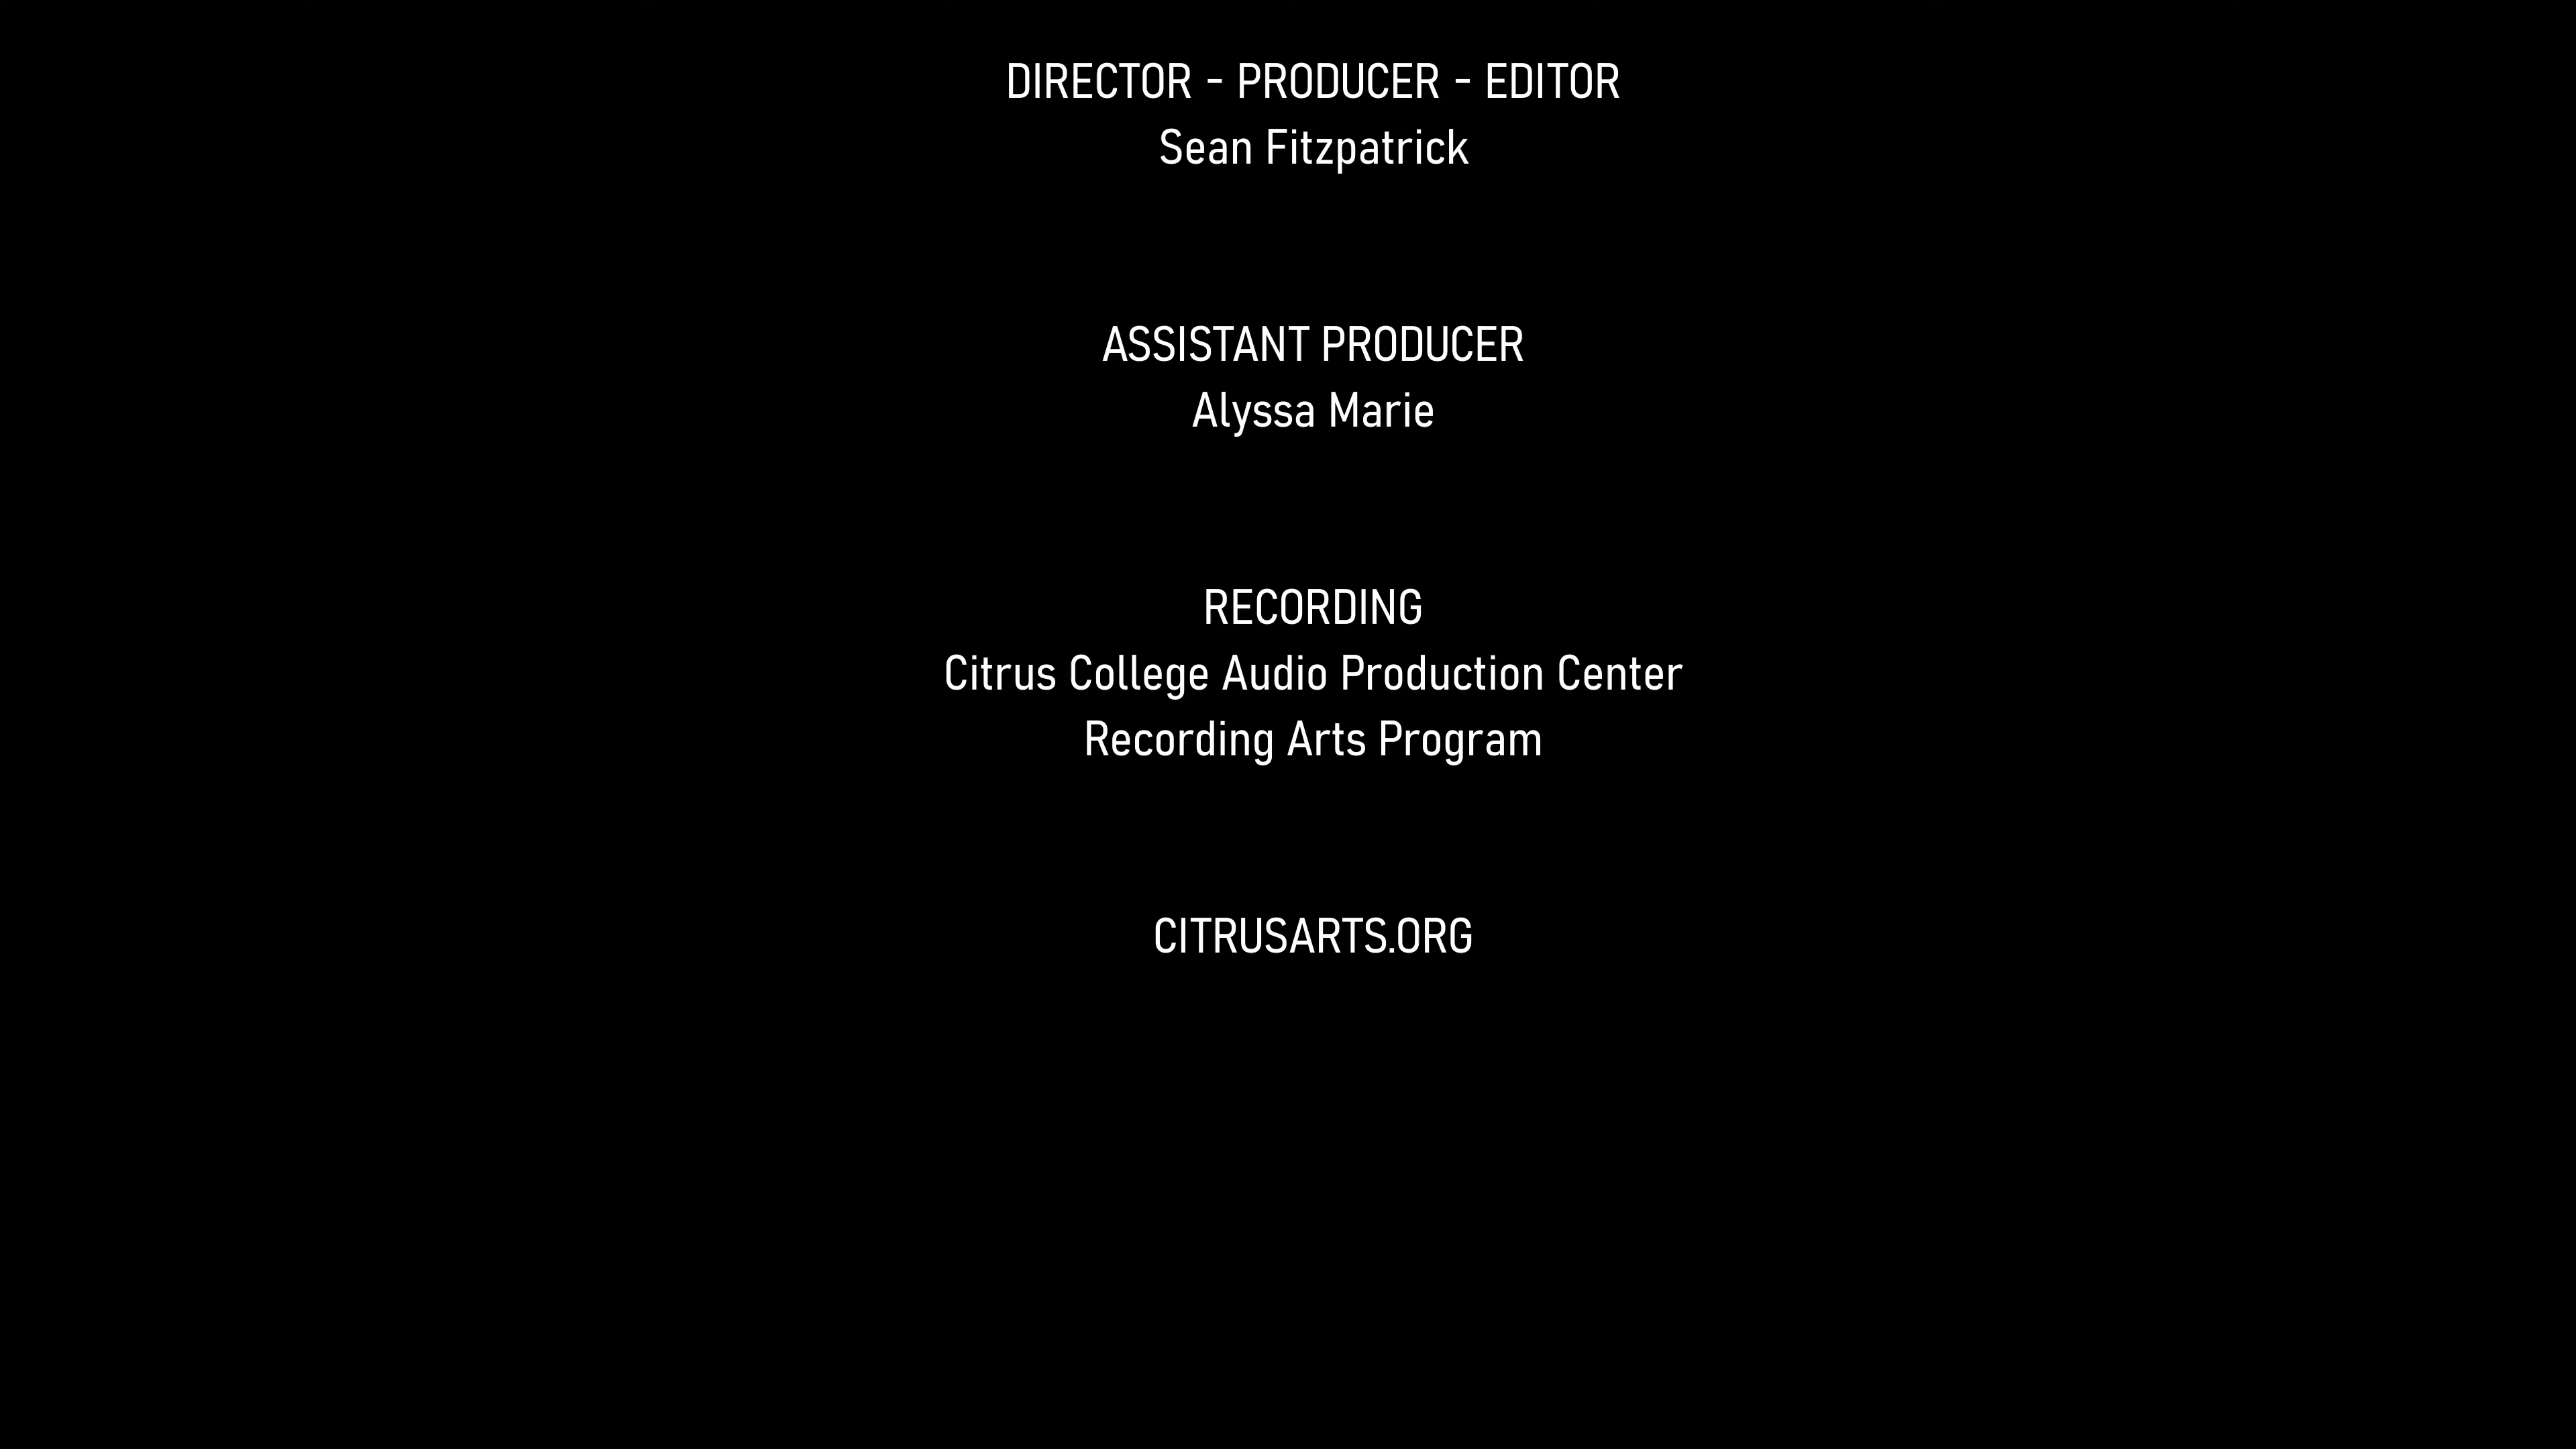 DIRECTOR - PRODUCER - EDITOR
Sean Fitzpatrick
ASSISTANT PRODUCER
Alyssa Marie
RECORDING
Citrus College Audio Production Center
Recording Arts Program
CITRUSARTS.ORG